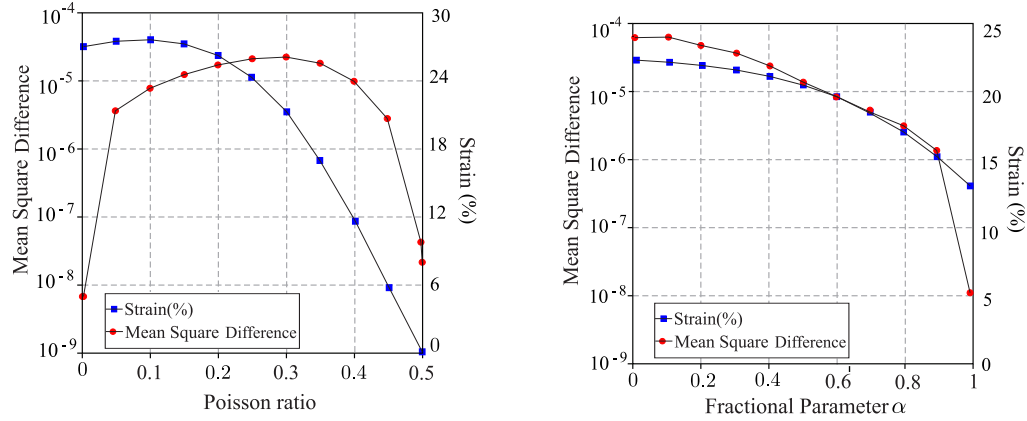 10-4
10-5
10-6
10-7
10-8
10-9
Mean Square Difference
30
26
24
18
12
6
0
Strain (%)
Strain(%)
Mean Square Difference
0 0.1 0.2 0.3 0.4 0.5
Poisson ratio
10-4
10-5
10-6
10-7
10-8
10-9
Mean Square Difference
25
20
15
10
5
0
Strain (%)
Strain(%)
Mean Square Difference
0 0.2 0.4 0.6 0.8 1
Fractional Parameter α